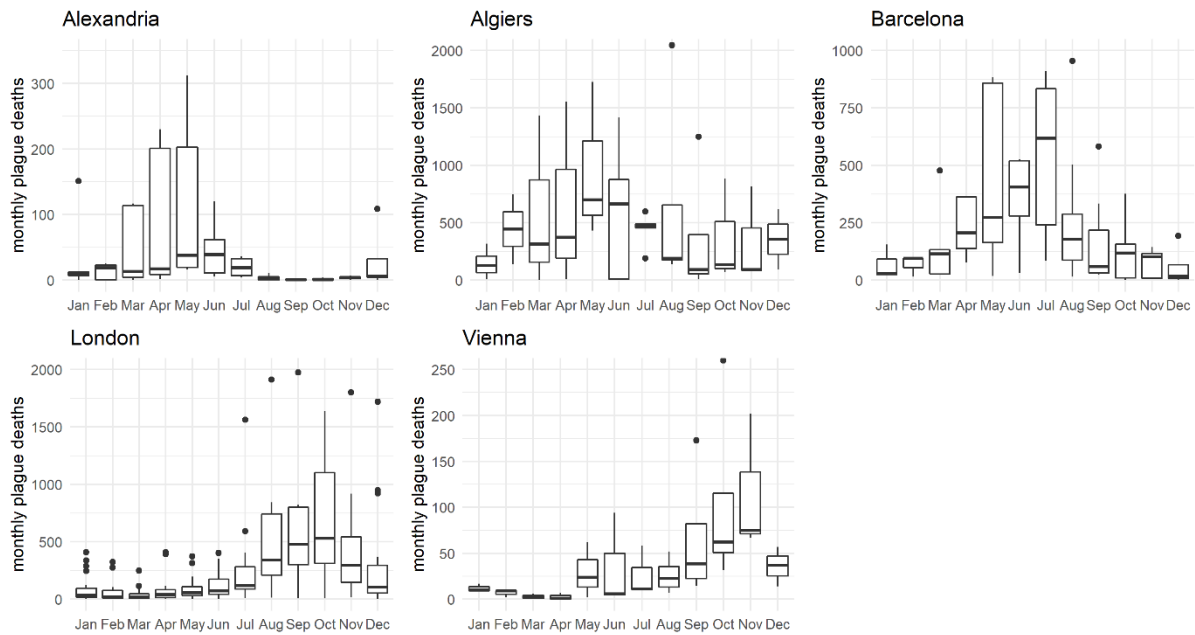 Alexandria
monthly plague deaths
300
200
100
0
Jan Feb Mar Apr May Jun Jul Aug Sep Oct Nov Dec
Algiers
monthly plague deaths
2000
1500
1000
500
0
Jan Feb Mar Apr May Jun Jul Aug Sep Oct Nov Dec
Barcelona
monthly plague deaths
1000
750
500
250
0
Jan Feb Mar Apr May Jun Jul Aug Sep Oct Nov Dec
London
monthly plague deaths
2000
1500
1000
500
0
Jan Feb Mar Apr May Jun Jul Aug Sep Oct Nov Dec
Vienna
monthly plague deaths
250
200
150
100
50
0
Jan Feb Mar Apr May Jun Jul Aug Sep Oct Nov Dec